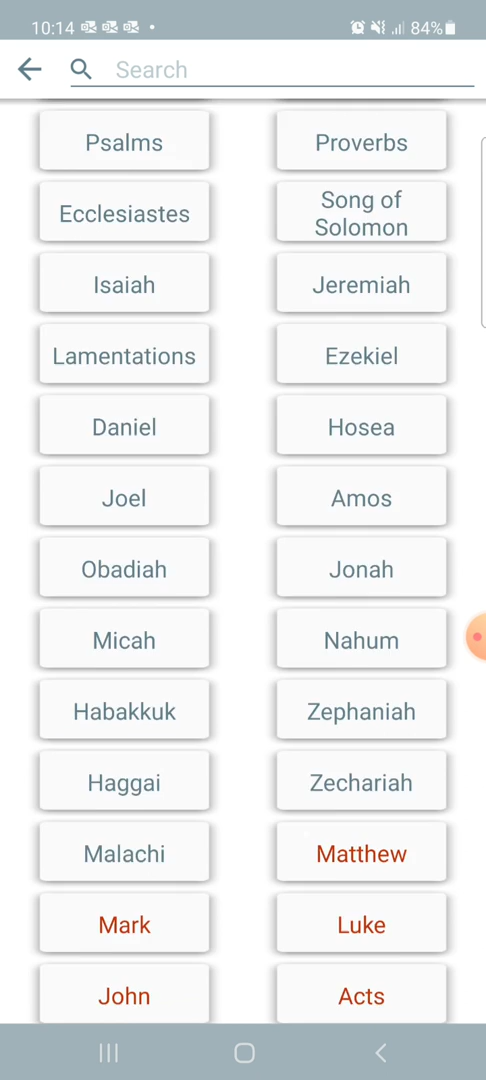 10:14
84%
Search
Psalms
Proverbs
Ecclesiastes
Song of
Solomon
Isaiah
Jeremiah
Lamentations
Ezekiel
Daniel
Hosea
Joel
Amos
Obadiah
Jonah
Micah
Nahum
Habakkuk
Zephaniah
Haggai
Zechariah
Malachi
Matthew
Mark
Luke
John
Acts